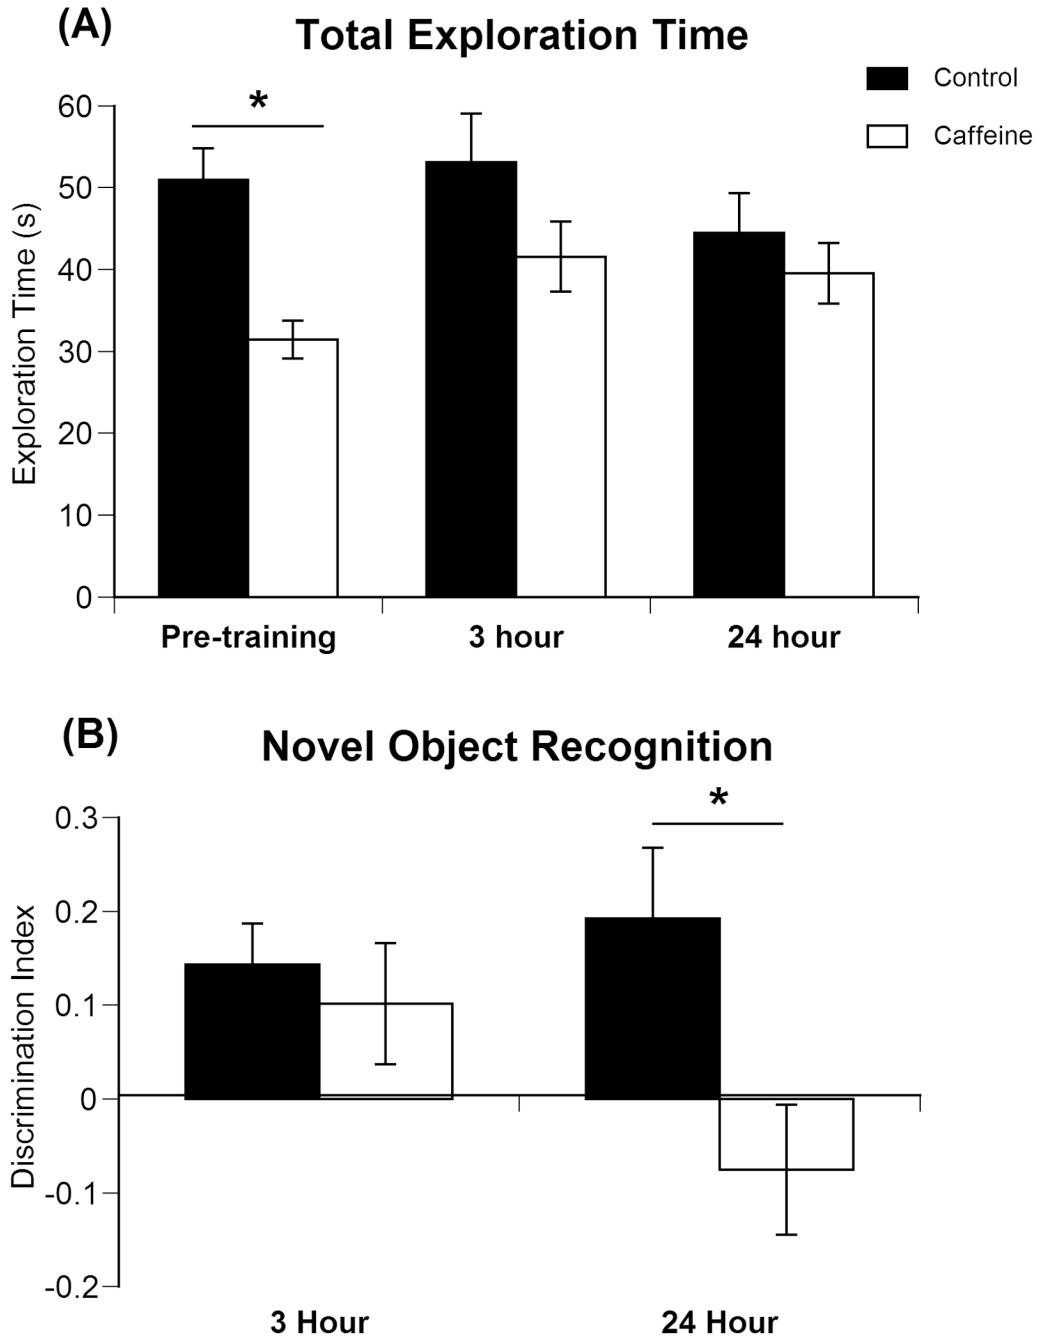 (A)
Total Exploration Time
Control
Caffeine
*
60
50
40
30
20
10
0
Exploration Time (s)
Pre-training
3 hour
24 hour
(B)
Novel Object Recognition
*
0.3
0.2
0.1
0
-0.1
-0.2
Discrimination Index
3 Hour
24 Hour